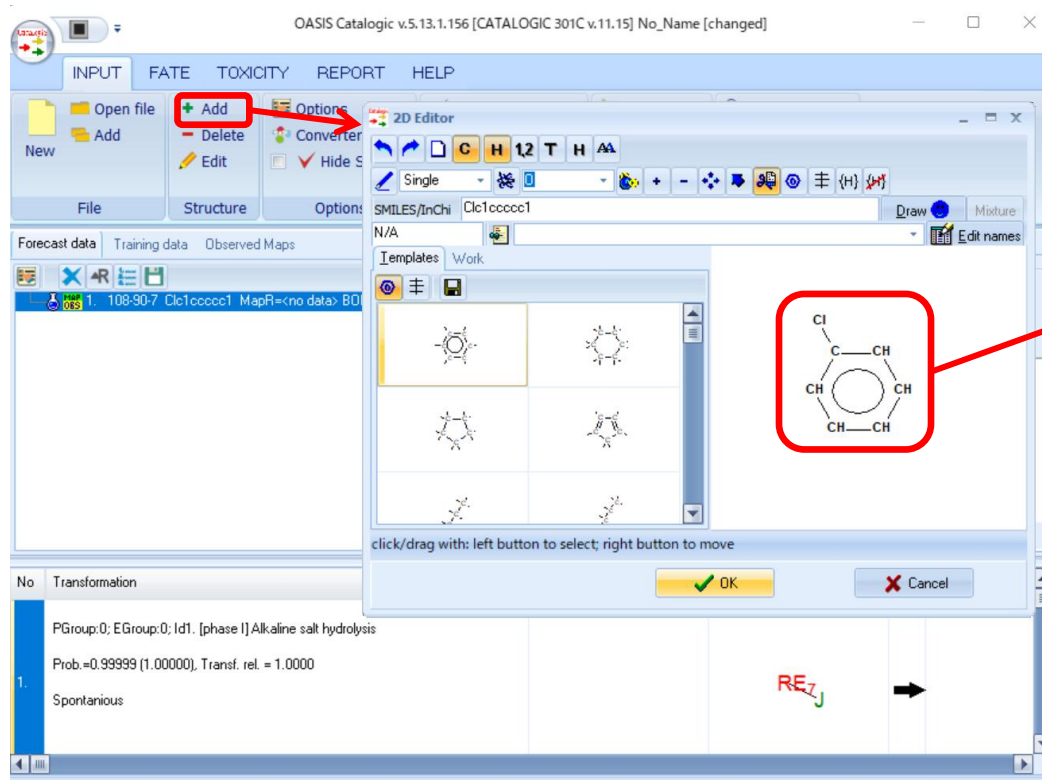 OASIS Catalogic v.5.13.1.156 [CATALOGIC 301C v.11.15] No_Name [changed]
INPUT FATE TOXICITY REPORT HELP
New
Open file
Add
File
Add
Delete
Edit
Structure
Options
Converter
Hide S
Options
2D Editor
C H 1,2 T H AA
Single 0 {H}
SMILES/InChi Clc1ccccc1 Draw Mixture
N/A Edit names
Templates Work
Forecast data Training data Observed Maps
1. 108-90-7 Clc1ccccc1 MapR=<no data>
MAP
OBS
Cl
C CH
CH CH
CH CH
click/drag with: left button to select; right button to move
OK Cancel
No Transformation
1.
PGroup:0; EGroup:0; Id1. [phase I] Alkaline salt hydrolysis
Prob.=0.99999 (1.00000), Transf. rel. = 1.0000
Spontanious